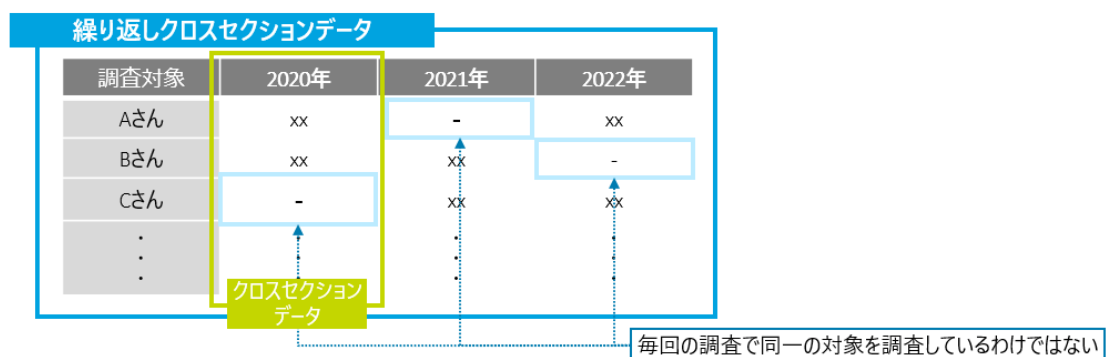 繰り返しクロスセクションデータ
調査対象 2020年 2021年 2022年
Aさん xx - xx
Bさん xx xx -
Cさん - xx xx
・ ・ ・ ・
・ ・ ・ ・
・ ・ ・ ・
クロスセクション
データ
毎回の調査で同一の対象を調査しているわけではない